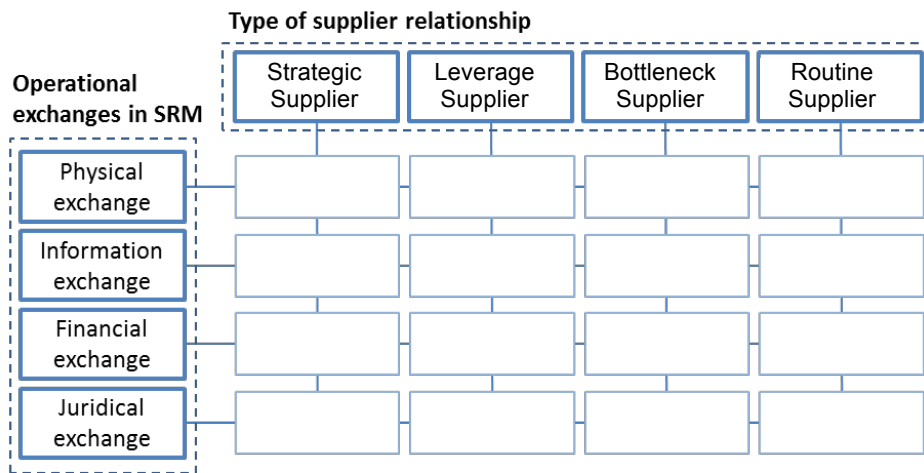 Type of supplier relationship
Operational
exchanges in SRM
Strategic
Supplier
Leverage
Supplier
Bottleneck
Supplier
Routine
Supplier
Physical
exchange
Information
exchange
Financial
exchange
Juridical
exchange